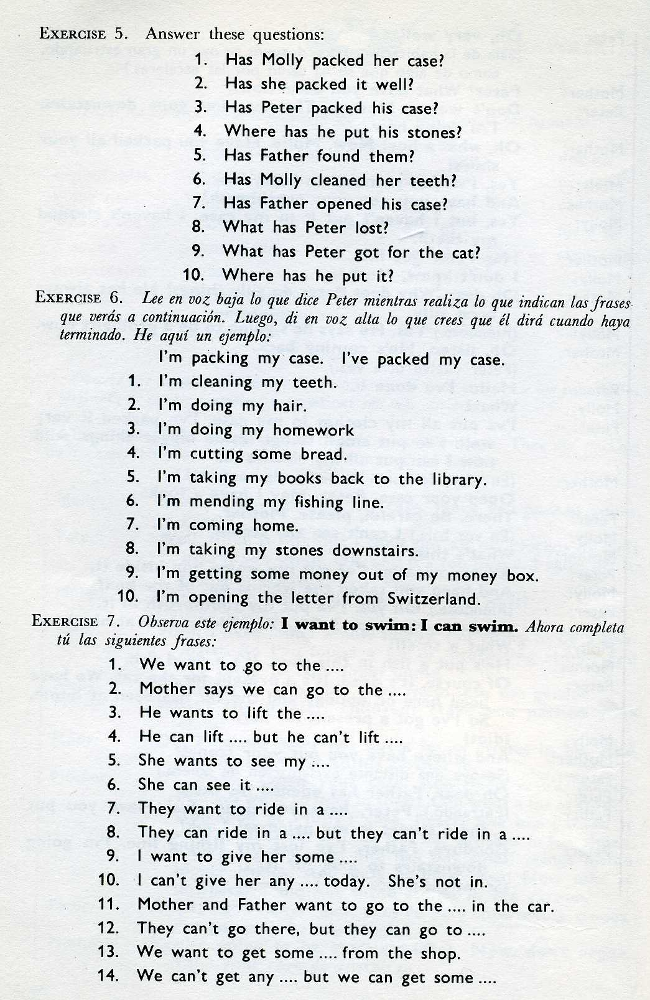 EXERCISE 5. Answer these questions:
1. Has Molly packed her case?
2. Has she packed it well?
3. Has Peter packed his case?
4. Where has he put his stones?
5. Has Father found them?
6. Has Molly cleaned her teeth?
7. Has Father opened his case?
8. What has Peter lost?
9. What has Peter got for the cat?
10. Where has he put it?
EXERCISE 6. Lee en voz baja lo que dice Peter mientras realiza lo que indican las frases
que verás a continuación. Luego, di en voz alta lo que crees que él dirá cuando haya
terminado. He aquí un ejemplo:
I'm packing my case. I've packed my case.
1. I'm cleaning my teeth.
2. I'm doing my hair.
3. I'm doing my homework
4. I'm cutting some bread.
5. I'm taking my books back to the library.
6. I'm mending my fishing line.
7. I'm coming home.
8. I'm taking my stones downstairs.
9. I'm getting some money out of my money box.
10. I'm opening the letter from Switzerland.
EXERCISE 7. Observa este ejemplo: I want to swim: I can swim. Ahora completa
tú las siguientes frases:
1. We want to go to the ....
2. Mother says we can go to the ....
3. He wants to lift the ....
4. He can lift .... but he can't lift ....
5. She wants to see my ....
6. She can see it ....
7. They want to ride in a ....
8. They can ride in a .... but they can't ride in a ....
9. I want to give her some ....
10. I can't give her any .... today. She's not in.
11. Mother and Father want to go to the .... in the car.
12. They can't go there, but they can go to ....
13. We want to get some .... from the shop.
14. We can't get any .... but we can get some ....